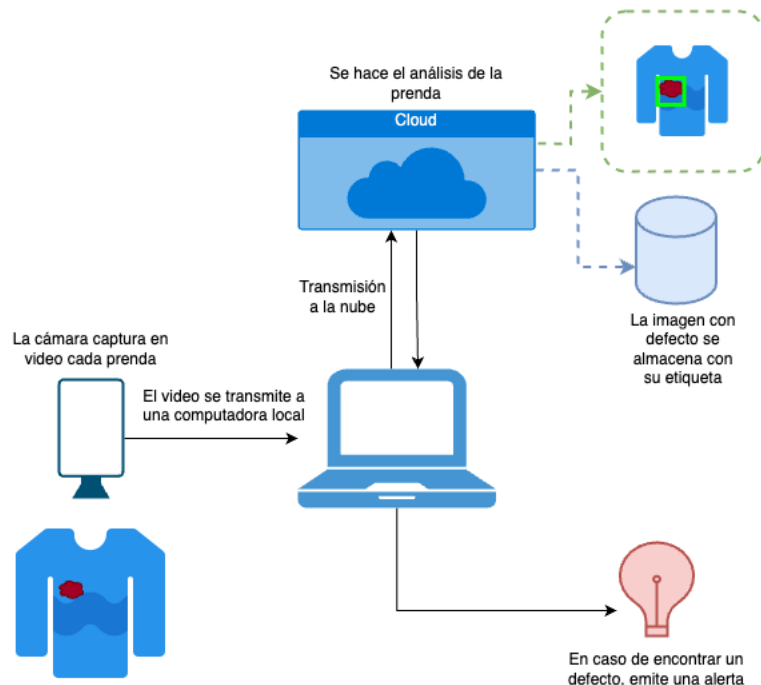 Se hace el análisis de la
prenda
Cloud
Transmisión
a la nube
La imagen con
defecto se
almacena con
su etiqueta
La cámara captura en
video cada prenda
El video se transmite a
una computadora local
En caso de encontrar un
defecto, emite una alerta